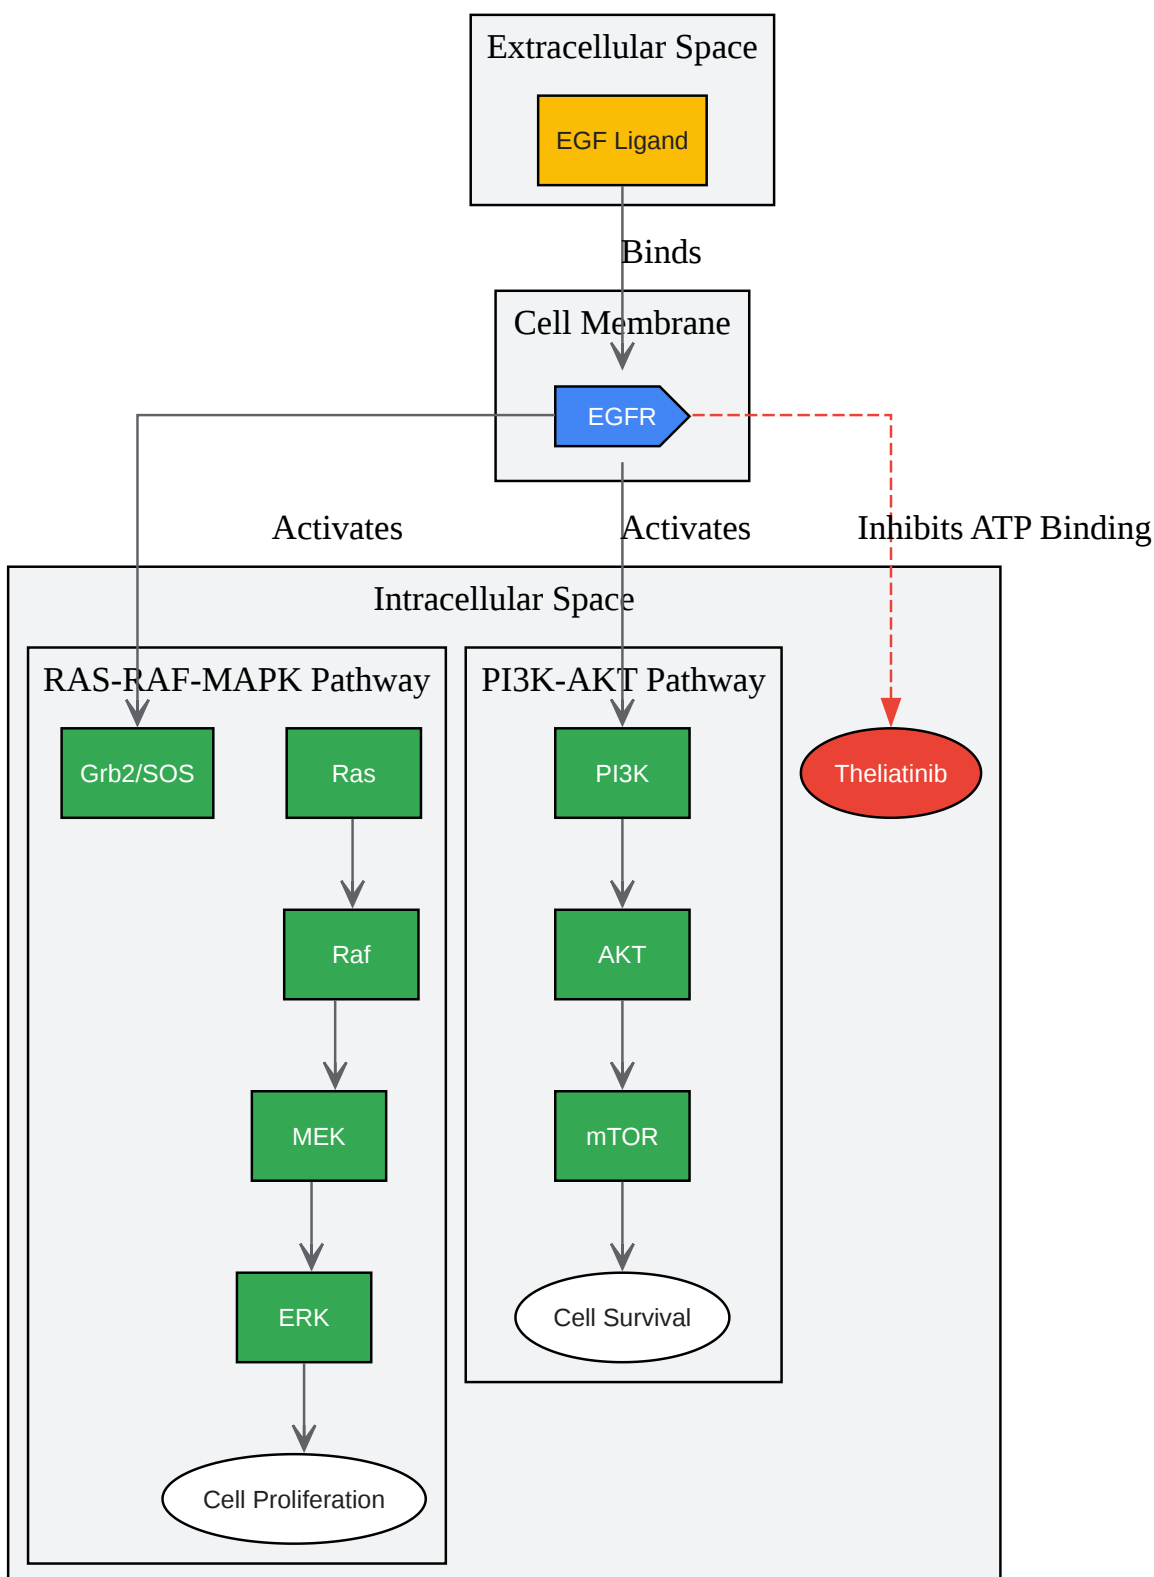 Extracellular Space
EGF Ligand
Binds
Cell Membrane
EGFR
Activates
Activates
Inhibits ATP Binding
Intracellular Space
RAS-RAF-MAPK Pathway
PI3K-AKT Pathway
Grb2/SOS
Ras
PI3K
Theliatinib
Raf
AKT
MEK
mTOR
ERK
Cell Survival
Cell Proliferation